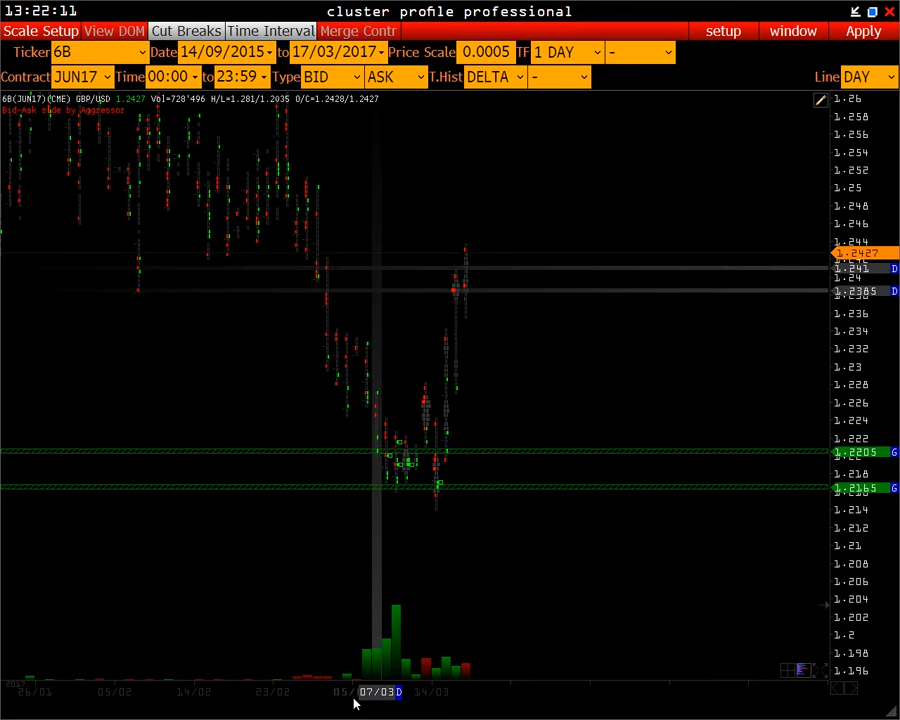 13:22:11 cluster profile professional
Scale Setup View DOM Cut Breaks Time Interval Merge Contr setup window Apply
Ticker 6B Date 14/09/2015 to 17/03/2017 Price Scale 0.0005 TF 1 DAY -
Contract JUN17 Time 00:00 to 23:59 Type BID ASK T.Hist DELTA - Line DAY
6B(JUN17)(CME) GBP/USD 1.2427 Vol=728'496 H/L=1.281/1.2035 O/C=1.2428/1.2427
Bid-Ask side by Aggressor
1.26
1.258
1.256
1.254
1.252
1.25
1.248
1.246
1.244
1.2427
1.241 D
1.24
1.2385 D
1.236
1.234
1.232
1.23
1.228
1.226
1.224
1.222
1.2205 G
1.218
1.2165 G
1.214
1.212
1.21
1.208
1.206
1.204
1.202
1.2
1.198
1.196
2017
26/01 05/02 14/02 23/02 05/ 07/03 D 14/03